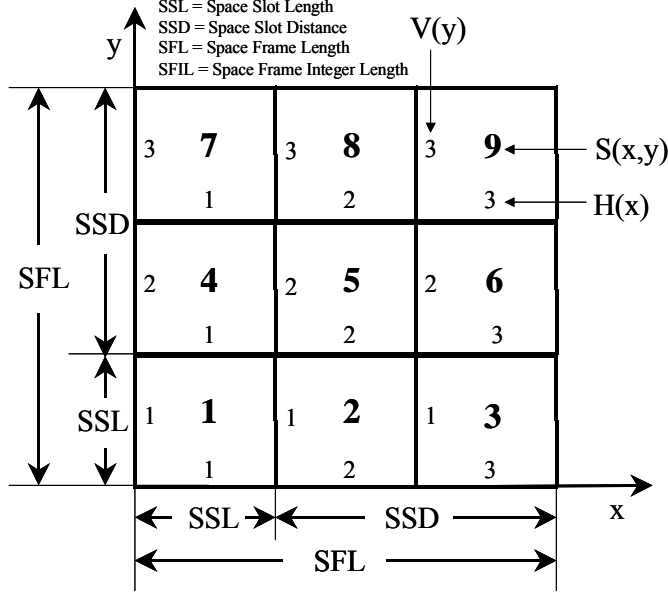 SSL = Space Slot Length
SSD = Space Slot Distance
SFL = Space Frame Length
SFIL = Space Frame Integer Length
y
V(y)
3 7 3 8 3 9 S(x,y)
1 2 3 H(x)
SSD
SFL
2 4 2 5 2 6
1 2 3
SSL
1 1 1 2 1 3
1 2 3
SSL SSD x
SFL